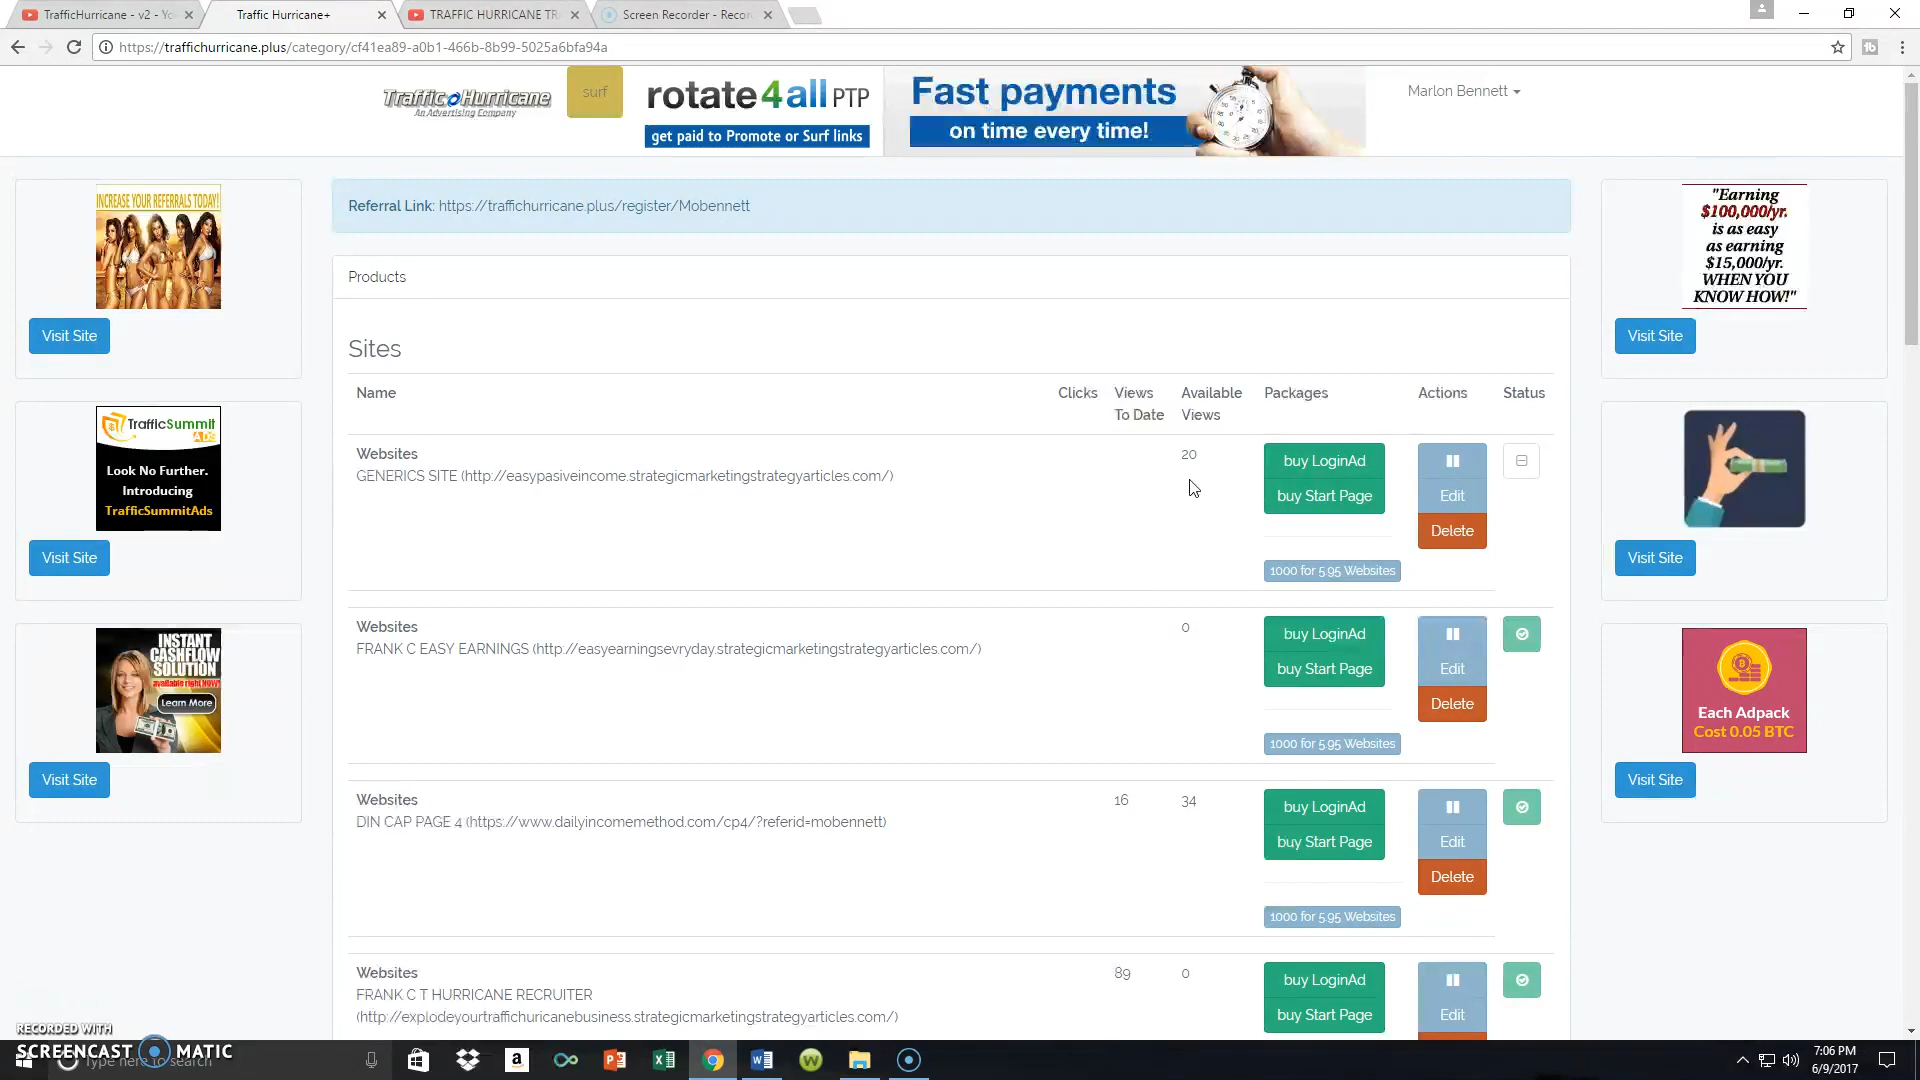 TrafficHurricane - v2 - Yo
Traffic Hurricane+
TRAFFIC HURRICANE TR
Screen Recorder - Record
https://traffichurricane.plus/category/cf41ea89-a0b1-466b-8b99-5025a6bfa94a
Traffic Hurricane
An Advertising Company
surf
rotate4all PTP
get paid to Promote or Surf links
Fast payments
on time every time!
Marlon Bennett
INCREASE YOUR REFERRALS TODAY!
Visit Site
TrafficSummit
ADS
Look No Further.
Introducing
TrafficSummitAds
Visit Site
INSTANT
CASHFLOW
SOLUTION
available right NOW!
Learn More
Visit Site
Referral Link: https://traffichurricane.plus/register/Mobennett
Products
Sites
Name Clicks Views To Date Available Views Packages Actions Status
Websites 20 buy LoginAd
GENERICS SITE (http://easypasiveincome.strategicmarketingstrategyarticles.com/)
buy Start Page Edit
Delete
1000 for 5.95 Websites
Websites 0 buy LoginAd
FRANK C EASY EARNINGS (http://easyearningsevryday.strategicmarketingstrategyarticles.com/)
buy Start Page Edit
Delete
1000 for 5.95 Websites
Websites 16 34 buy LoginAd
DIN CAP PAGE 4 (https://www.dailyincomemethod.com/cp4/?referid=mobennett)
buy Start Page Edit
Delete
1000 for 5.95 Websites
Websites 89 0 buy LoginAd
FRANK C T HURRICANE RECRUITER
(http://explodeyourtraffichuricanebusiness.strategicmarketingstrategyarticles.com/)
buy Start Page Edit
"Earning
$100,000/yr.
is as easy
as earning
$15,000/yr.
WHEN YOU
KNOW HOW!"
Visit Site
Visit Site
Each Adpack
Cost 0.05 BTC
Visit Site
RECORDED WITH
SCREENCAST MATIC
Type here to search
7:06 PM
6/9/2017